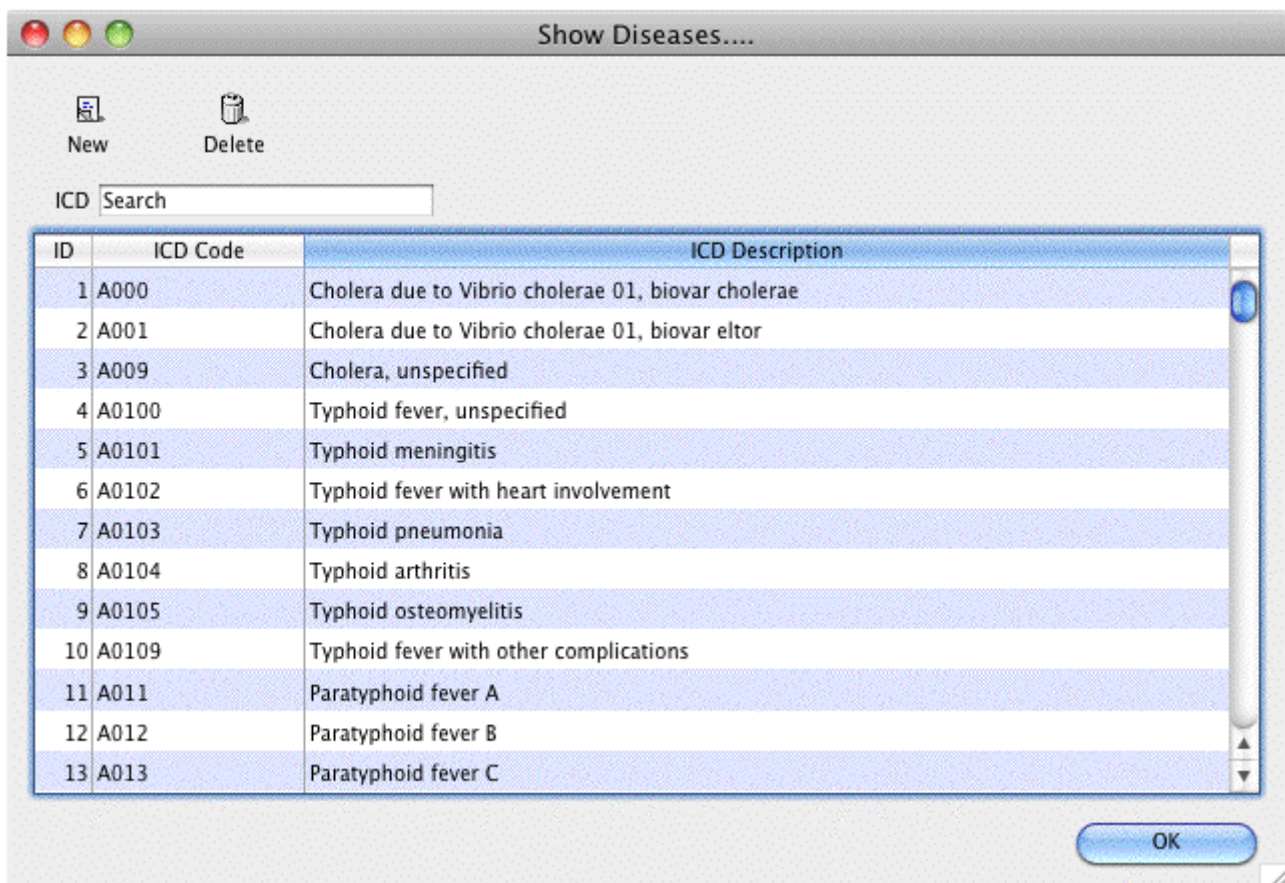 Show Diseases....
New Delete
ICD Search
ID ICD Code ICD Description
1 A000 Cholera due to Vibrio cholerae 01, biovar cholerae
2 A001 Cholera due to Vibrio cholerae 01, biovar eltor
3 A009 Cholera, unspecified
4 A0100 Typhoid fever, unspecified
5 A0101 Typhoid meningitis
6 A0102 Typhoid fever with heart involvement
7 A0103 Typhoid pneumonia
8 A0104 Typhoid arthritis
9 A0105 Typhoid osteomyelitis
10 A0109 Typhoid fever with other complications
11 A011 Paratyphoid fever A
12 A012 Paratyphoid fever B
13 A013 Paratyphoid fever C
OK